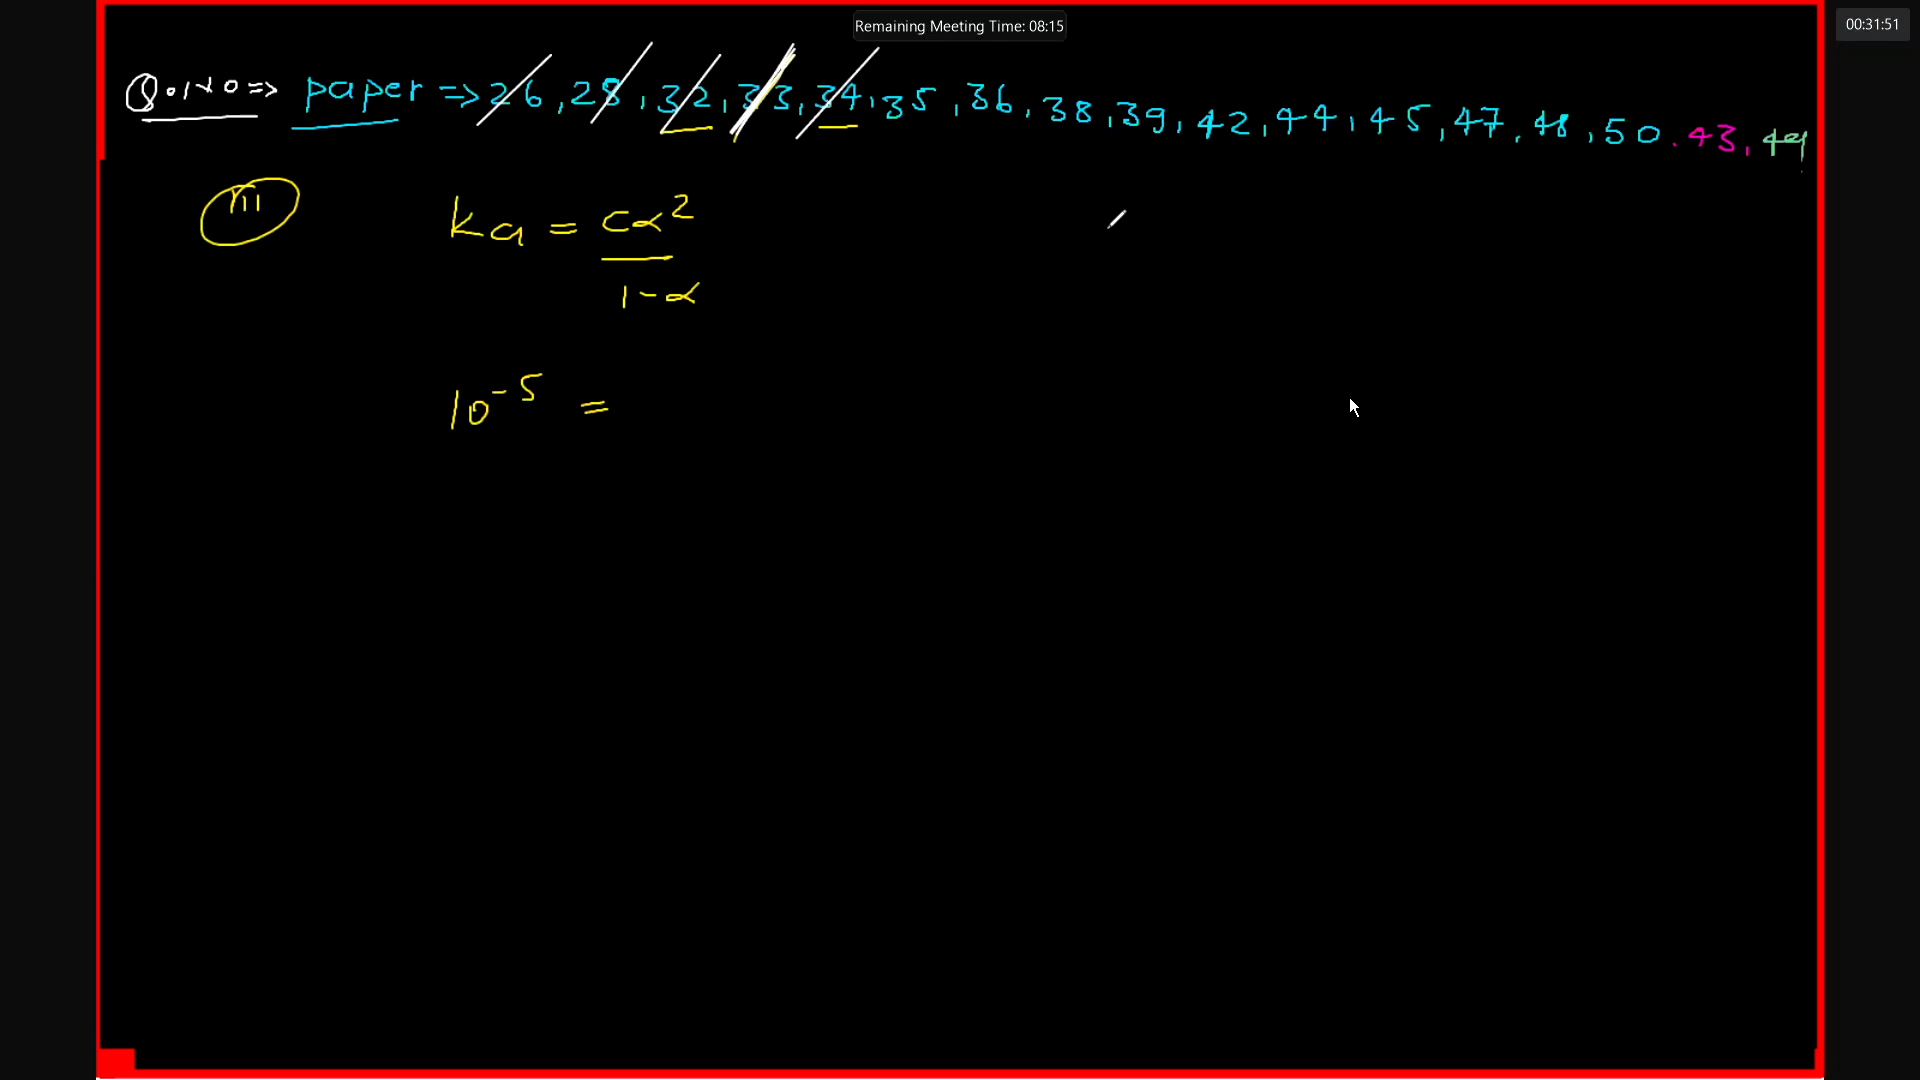 Remaining Meeting Time: 08:15
00:31:51
Q.No => paper => 26, 28, 32, 33, 34, 35, 36, 38, 39, 42, 44, 45, 47, 48, 50. 43, 49
III
ka = cα²
1-α
10⁻⁵ =